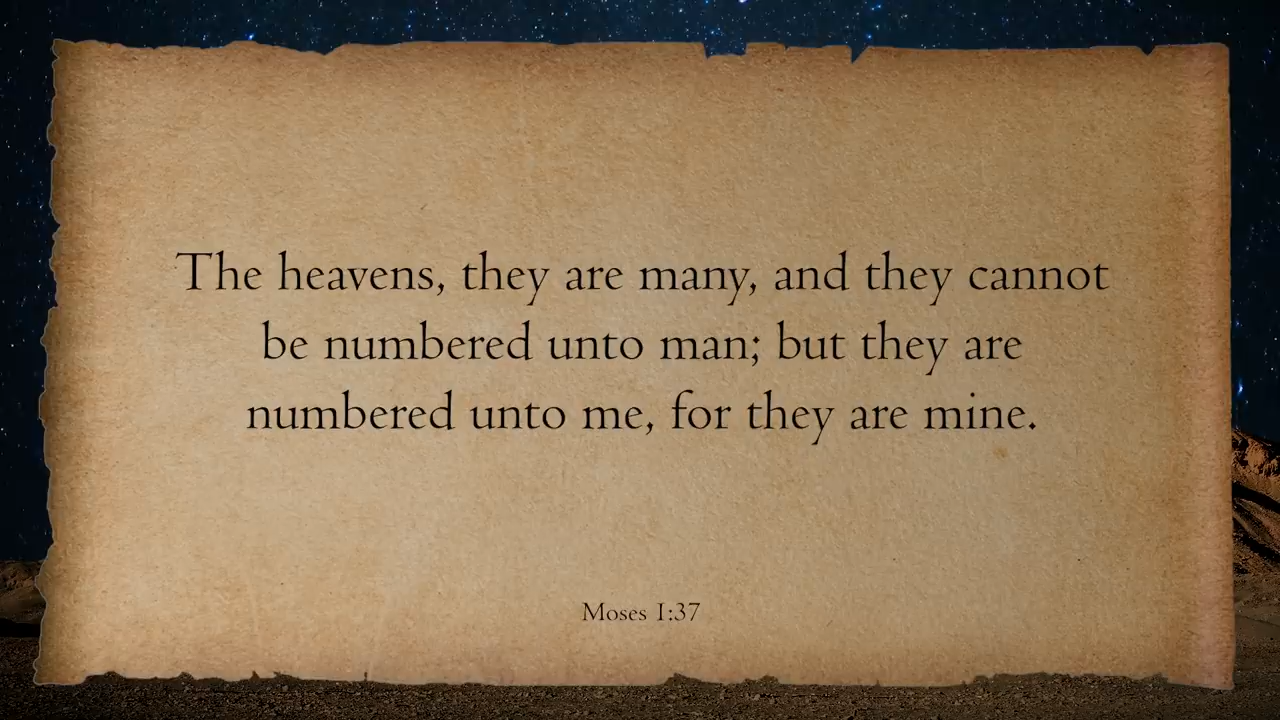 The heavens, they are many, and they cannot
be numbered unto man; but they are
numbered unto me, for they are mine.
Moses 1:37